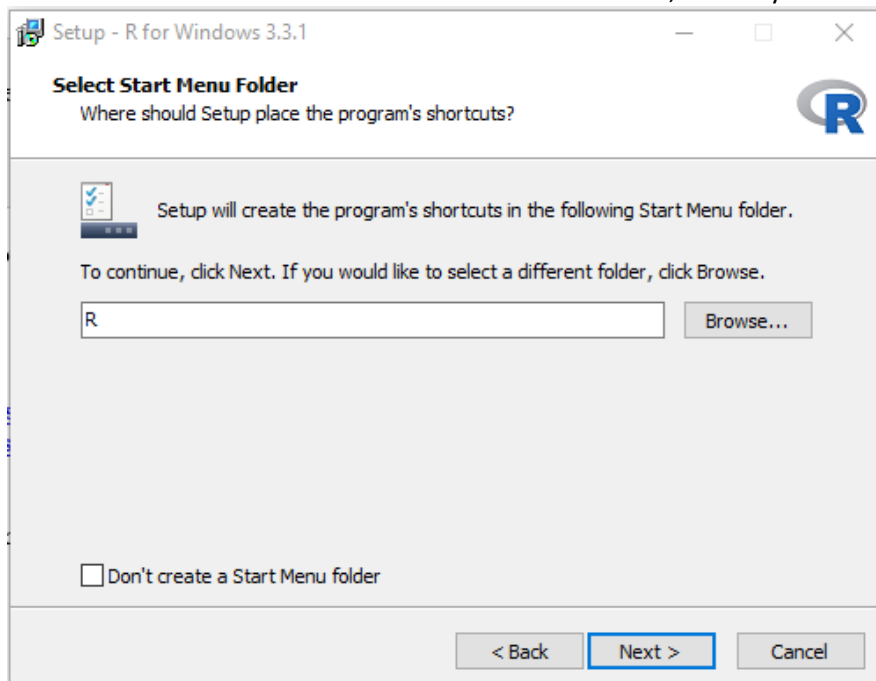 Setup - R for Windows 3.3.1
Select Start Menu Folder
Where should Setup place the program's shortcuts?
R
Setup will create the program's shortcuts in the following Start Menu folder.
To continue, click Next. If you would like to select a different folder, click Browse.
R
Browse...
Don't create a Start Menu folder
< Back
Next >
Cancel